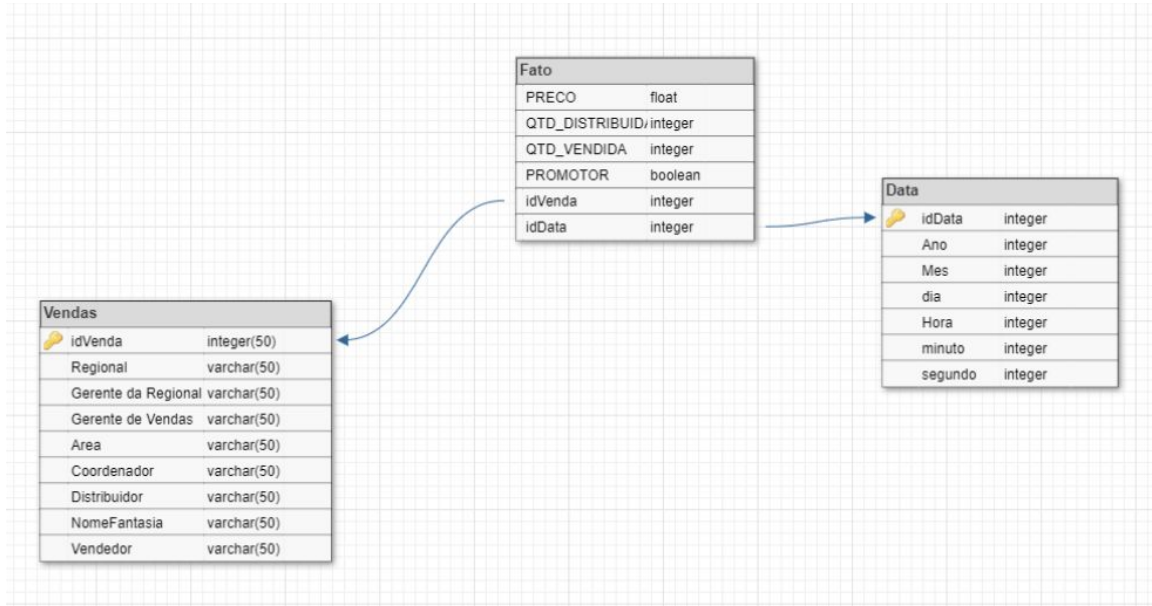 Fato
PRECO float
QTD_DISTRIBUID integer
QTD_VENDIDA integer
PROMOTOR boolean
idVenda integer
idData integer
Data
idData integer
Ano integer
Mes integer
dia integer
Hora integer
minuto integer
segundo integer
Vendas
idVenda integer(50)
Regional varchar(50)
Gerente da Regional varchar(50)
Gerente de Vendas varchar(50)
Area varchar(50)
Coordenador varchar(50)
Distribuidor varchar(50)
NomeFantasia varchar(50)
Vendedor varchar(50)